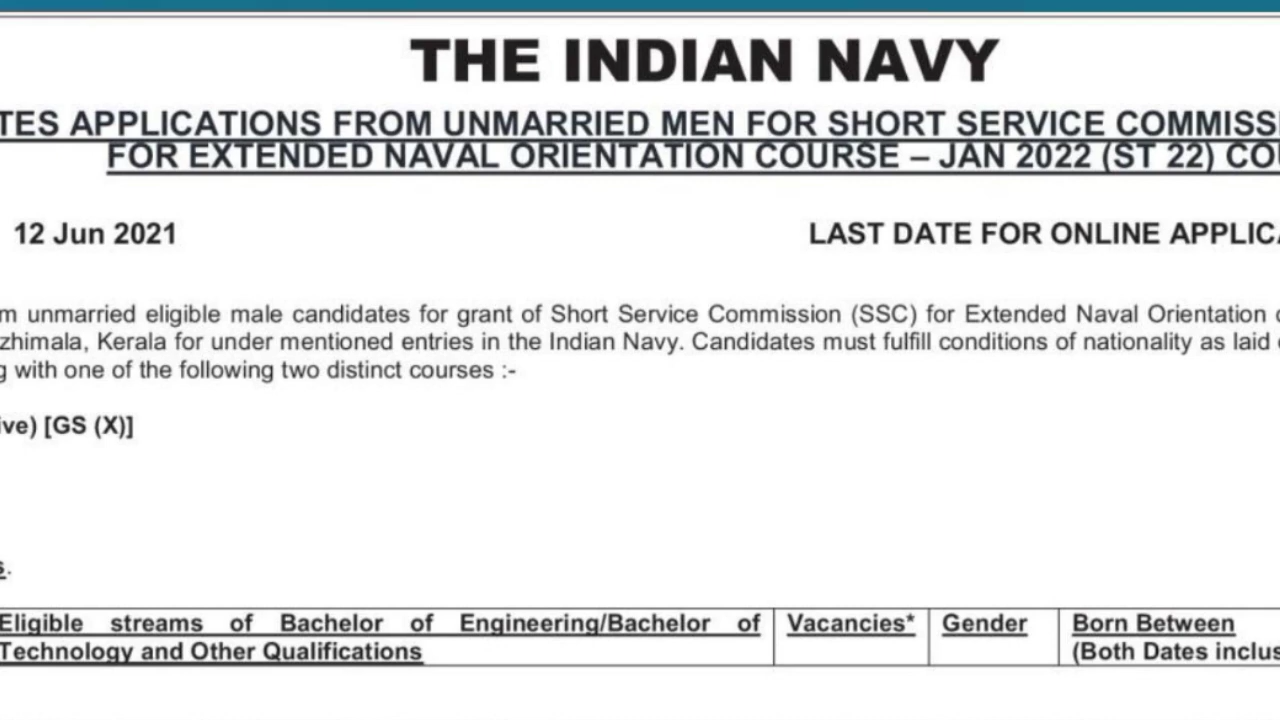 THE INDIAN NAVY
TES APPLICATIONS FROM UNMARRIED MEN FOR SHORT SERVICE COMMISSI
FOR EXTENDED NAVAL ORIENTATION COURSE – JAN 2022 (ST 22) COU
12 Jun 2021 LAST DATE FOR ONLINE APPLICA
m unmarried eligible male candidates for grant of Short Service Commission (SSC) for Extended Naval Orientation c
zhimala, Kerala for under mentioned entries in the Indian Navy. Candidates must fulfill conditions of nationality as laid
g with one of the following two distinct courses :-
ive) [GS (X)]
s.
Eligible streams of Bachelor of Engineering/Bachelor of Vacancies* Gender Born Between
Technology and Other Qualifications (Both Dates inclus